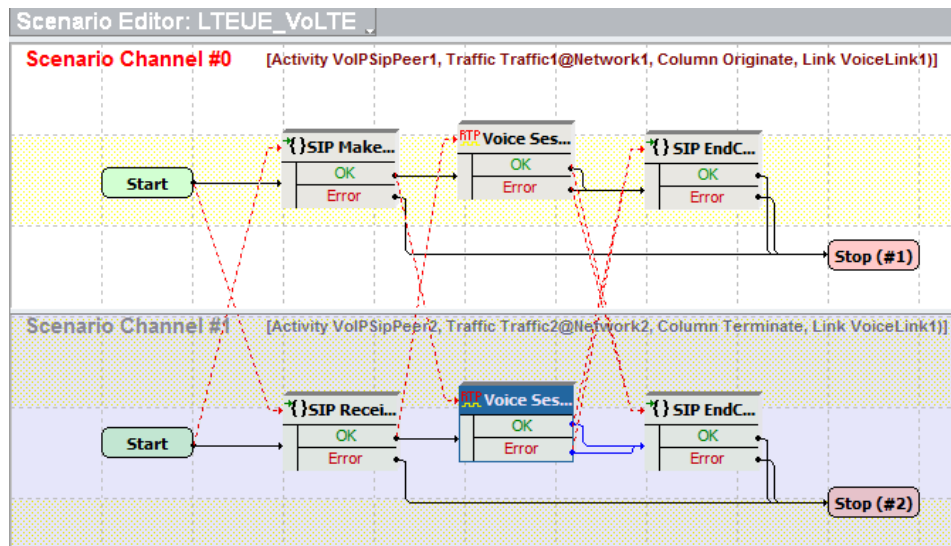 Scenario Editor: LTEUE_VoLTE
Scenario Channel #0 [Activity VoIPSipPeer1, Traffic Traffic1@Network1, Column Originate, Link VoiceLink1)]
Start
{}SIP Make...
OK
Error
RTP Voice Ses...
OK
Error
{} SIP EndC...
OK
Error
Stop (#1)
Scenario Channel #1 [Activity VoIPSipPeer2, Traffic Traffic2@Network2, Column Terminate, Link VoiceLink1)]
Start
{}SIP Recei...
OK
Error
RTP Voice Ses...
OK
Error
{} SIP EndC...
OK
Error
Stop (#2)